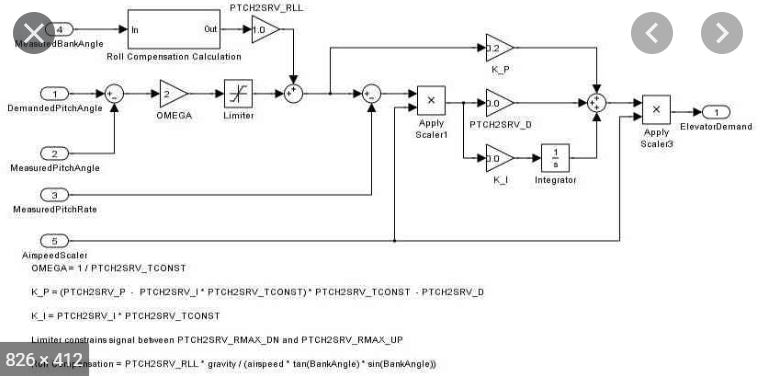 PTCH2SRV_RLL
4
In
Out
1.0
MeasuredBankAngle
Roll Compensation Calculation
0.2
K_P
1
DemandedPitchAngle
2
OMEGA
Limiter
×
Apply
Scaler1
0.0
PTCH2SRV_D
×
Apply
Scaler3
1
ElevatorDemand
2
MeasuredPitchAngle
0.0
K_I
1
s
Integrator
3
MeasuredPitchRate
5
AirspeedScaler
OMEGA = 1 / PTCH2SRV_TCONST
K_P = (PTCH2SRV_P - PTCH2SRV_I * PTCH2SRV_TCONST) * PTCH2SRV_TCONST - PTCH2SRV_D
K_I = PTCH2SRV_I * PTCH2SRV_TCONST
Limiter constrains signal between PTCH2SRV_RMAX_DN and PTCH2SRV_RMAX_UP
826 × 412
= PTCH2SRV_RLL * gravity / (airspeed * tan(BankAngle) * sin(BankAngle))